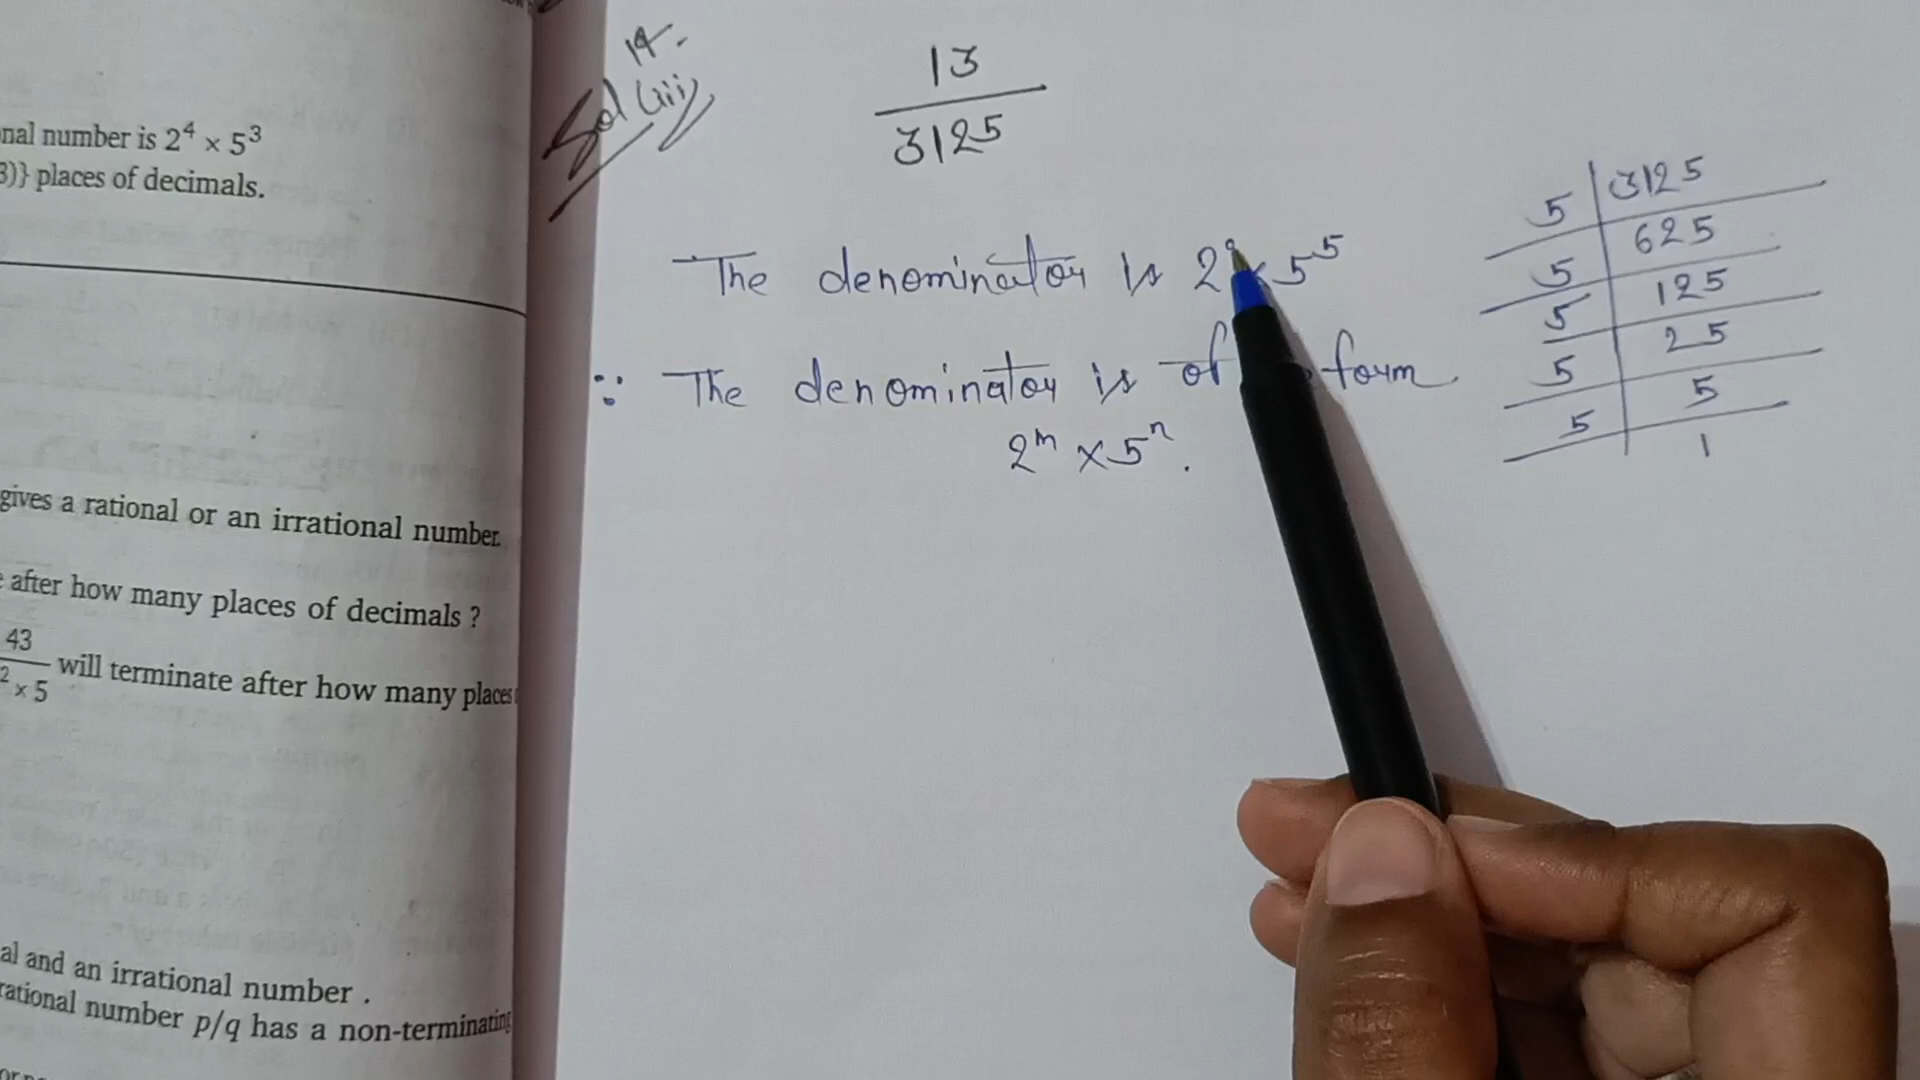 nal number is 2⁴ × 5³
3)} places of decimals.
gives a rational or an irrational number.
after how many places of decimals ?
43
² × 5 will terminate after how many places
al and an irrational number .
rational number p/q has a non-terminating
14.
Sol (iii)
13
3125
The denominator is 2⁰ × 5⁵
∵ The denominator is of form
2ᵐ × 5ⁿ.
5 | 3125
5 | 625
5 | 125
5 | 25
5 | 5
1